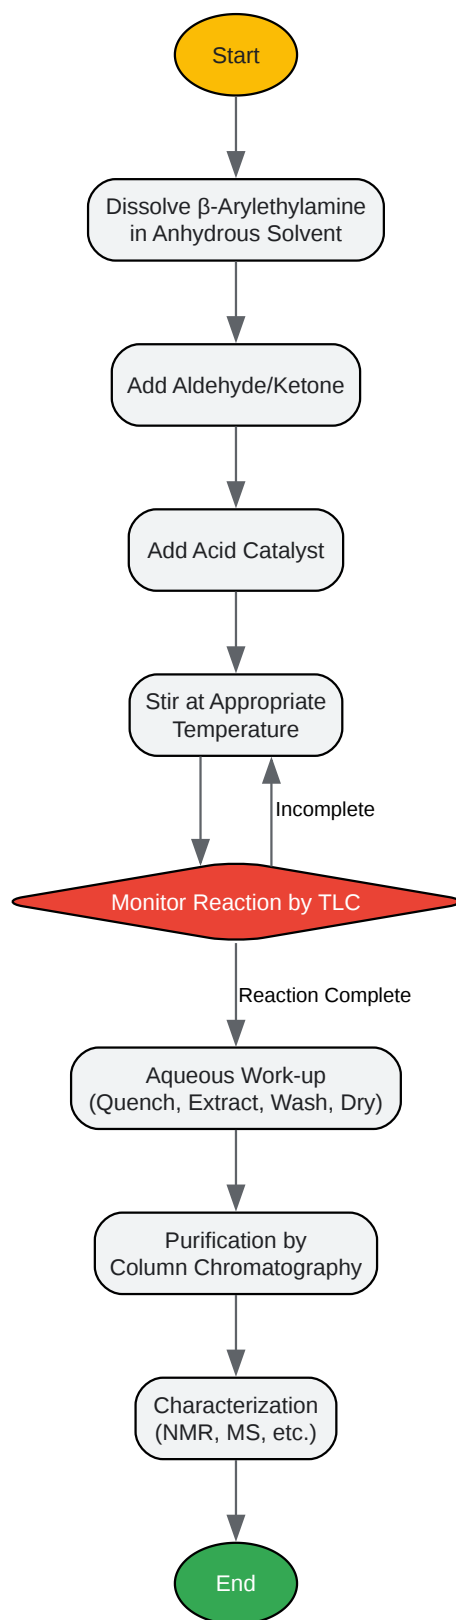 Start
Dissolve β-Arylethylamine
in Anhydrous Solvent
Add Aldehyde/Ketone
Add Acid Catalyst
Stir at Appropriate
Temperature
Incomplete
Monitor Reaction by TLC
Reaction Complete
Aqueous Work-up
(Quench, Extract, Wash, Dry)
Purification by
Column Chromatography
Characterization
(NMR, MS, etc.)
End